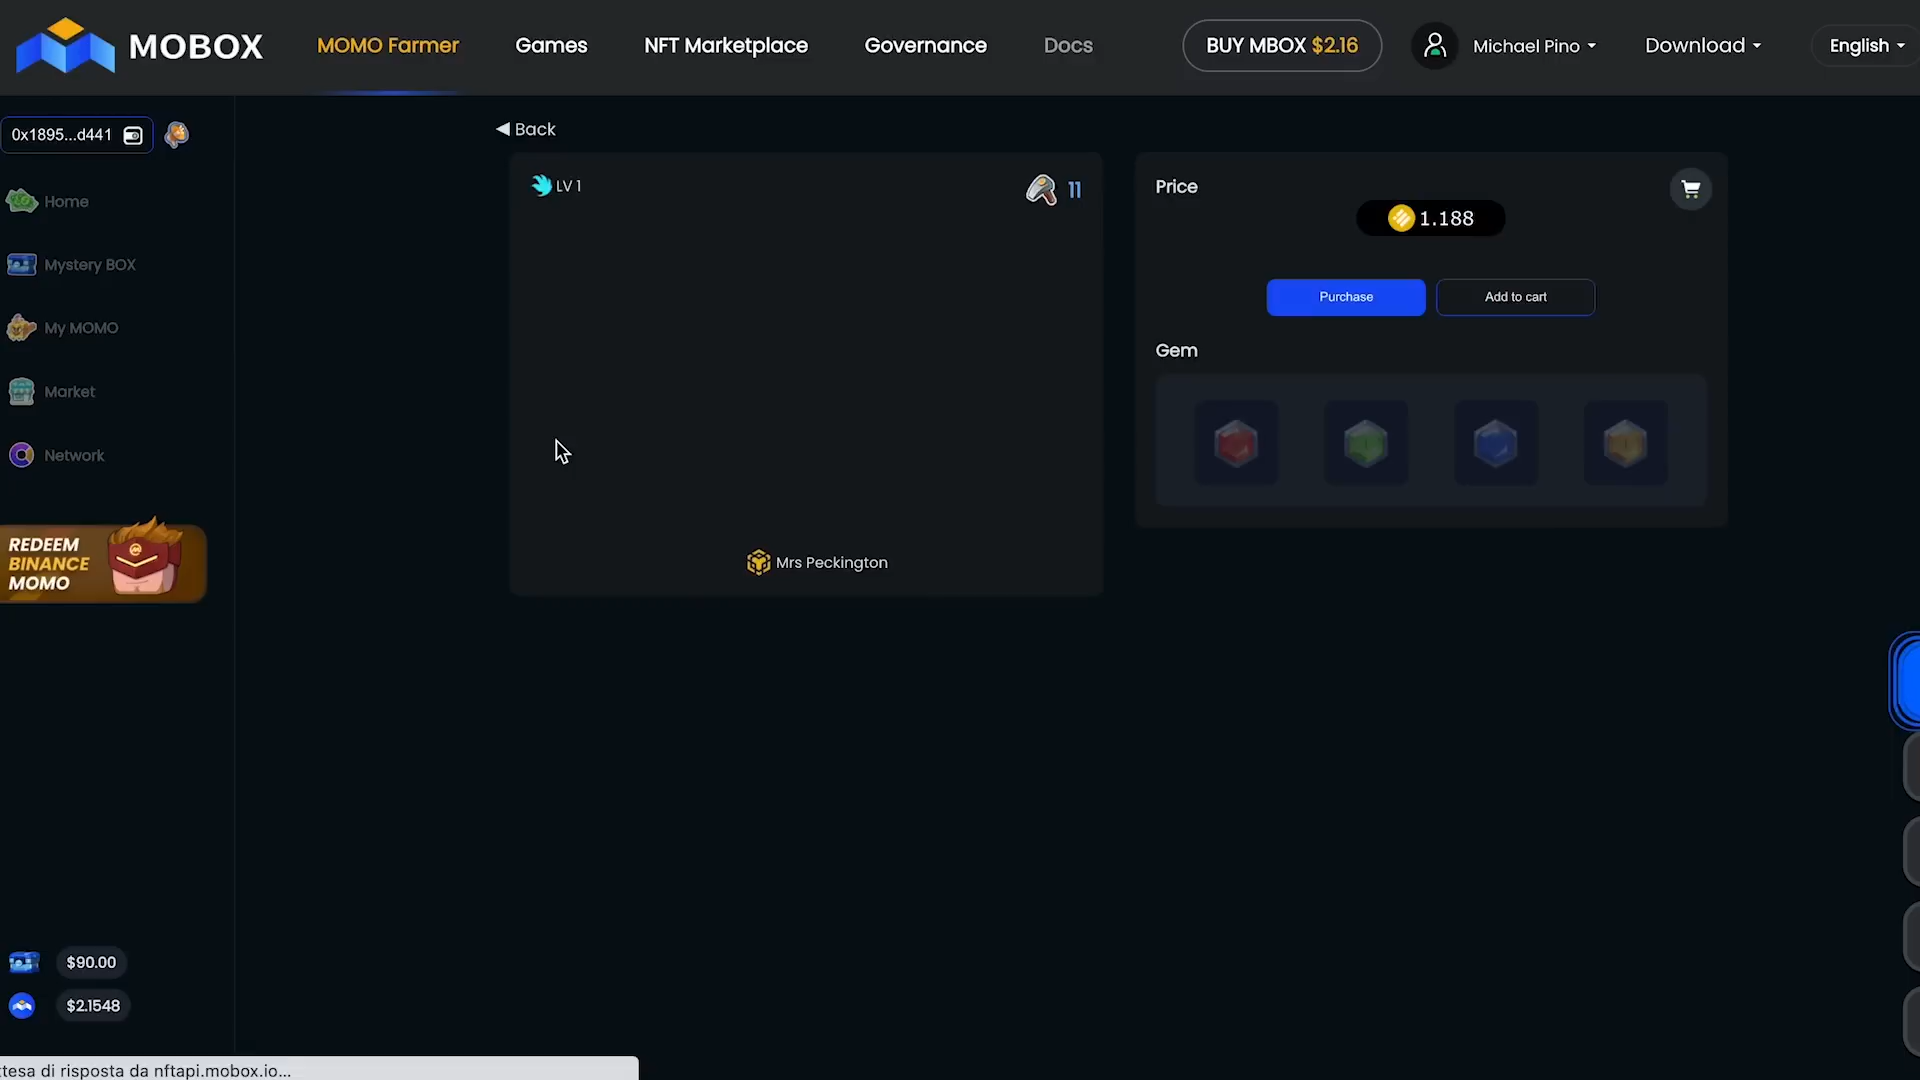 MOBOX
MOMO Farmer
Games
NFT Marketplace
Governance
Docs
BUY MBOX $2.16
Michael Pino
Download
English
0x1895...d441
Home
Mystery BOX
My MOMO
Market
Network
REDEEM
BINANCE
MOMO
$90.00
$2.1548
Back
LV 1
11
Mrs Peckington
Price
1.188
Purchase
Add to cart
Gem
ttesa di risposta da nftapi.mobox.io...